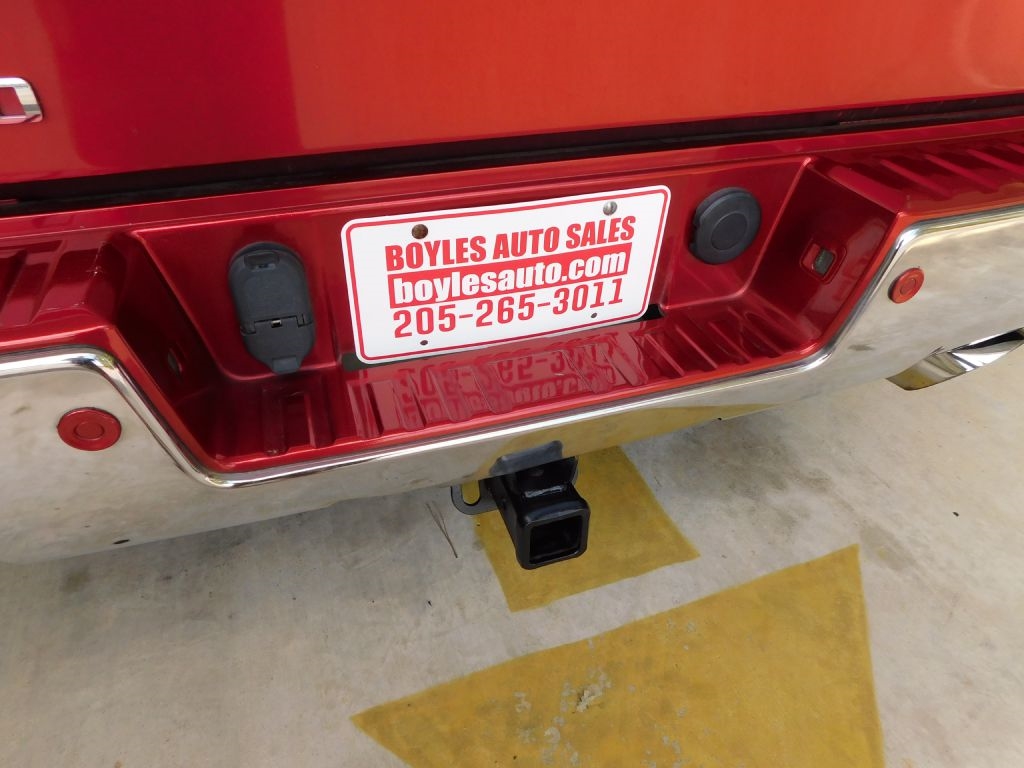 BOYLES AUTO SALES
boylesauto.com
205-265-3011